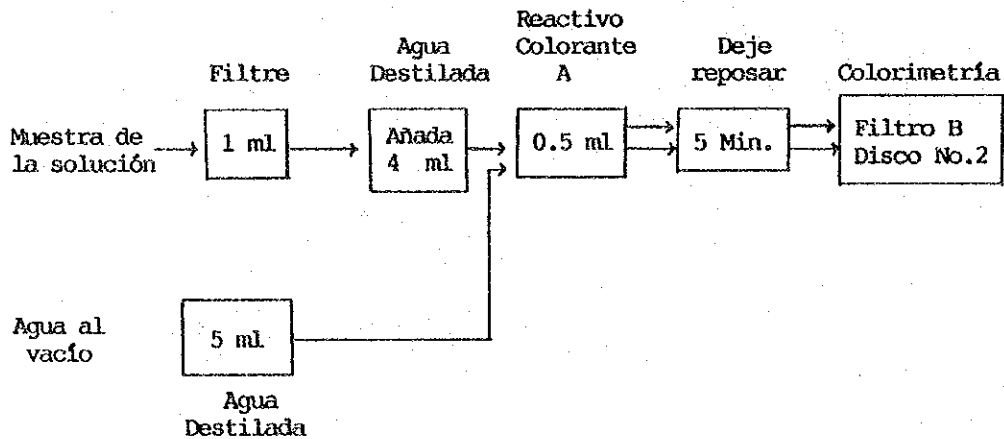 Filtre
Agua
Destilada
Reactivo
Colorante
A
Deje
reposar
Colorimetría
Muestra de
la solución
1 ml
Añada
4 ml
0.5 ml
5 Min.
Filtro B
Disco No.2
Agua al
vacío
5 ml
Agua
Destilada